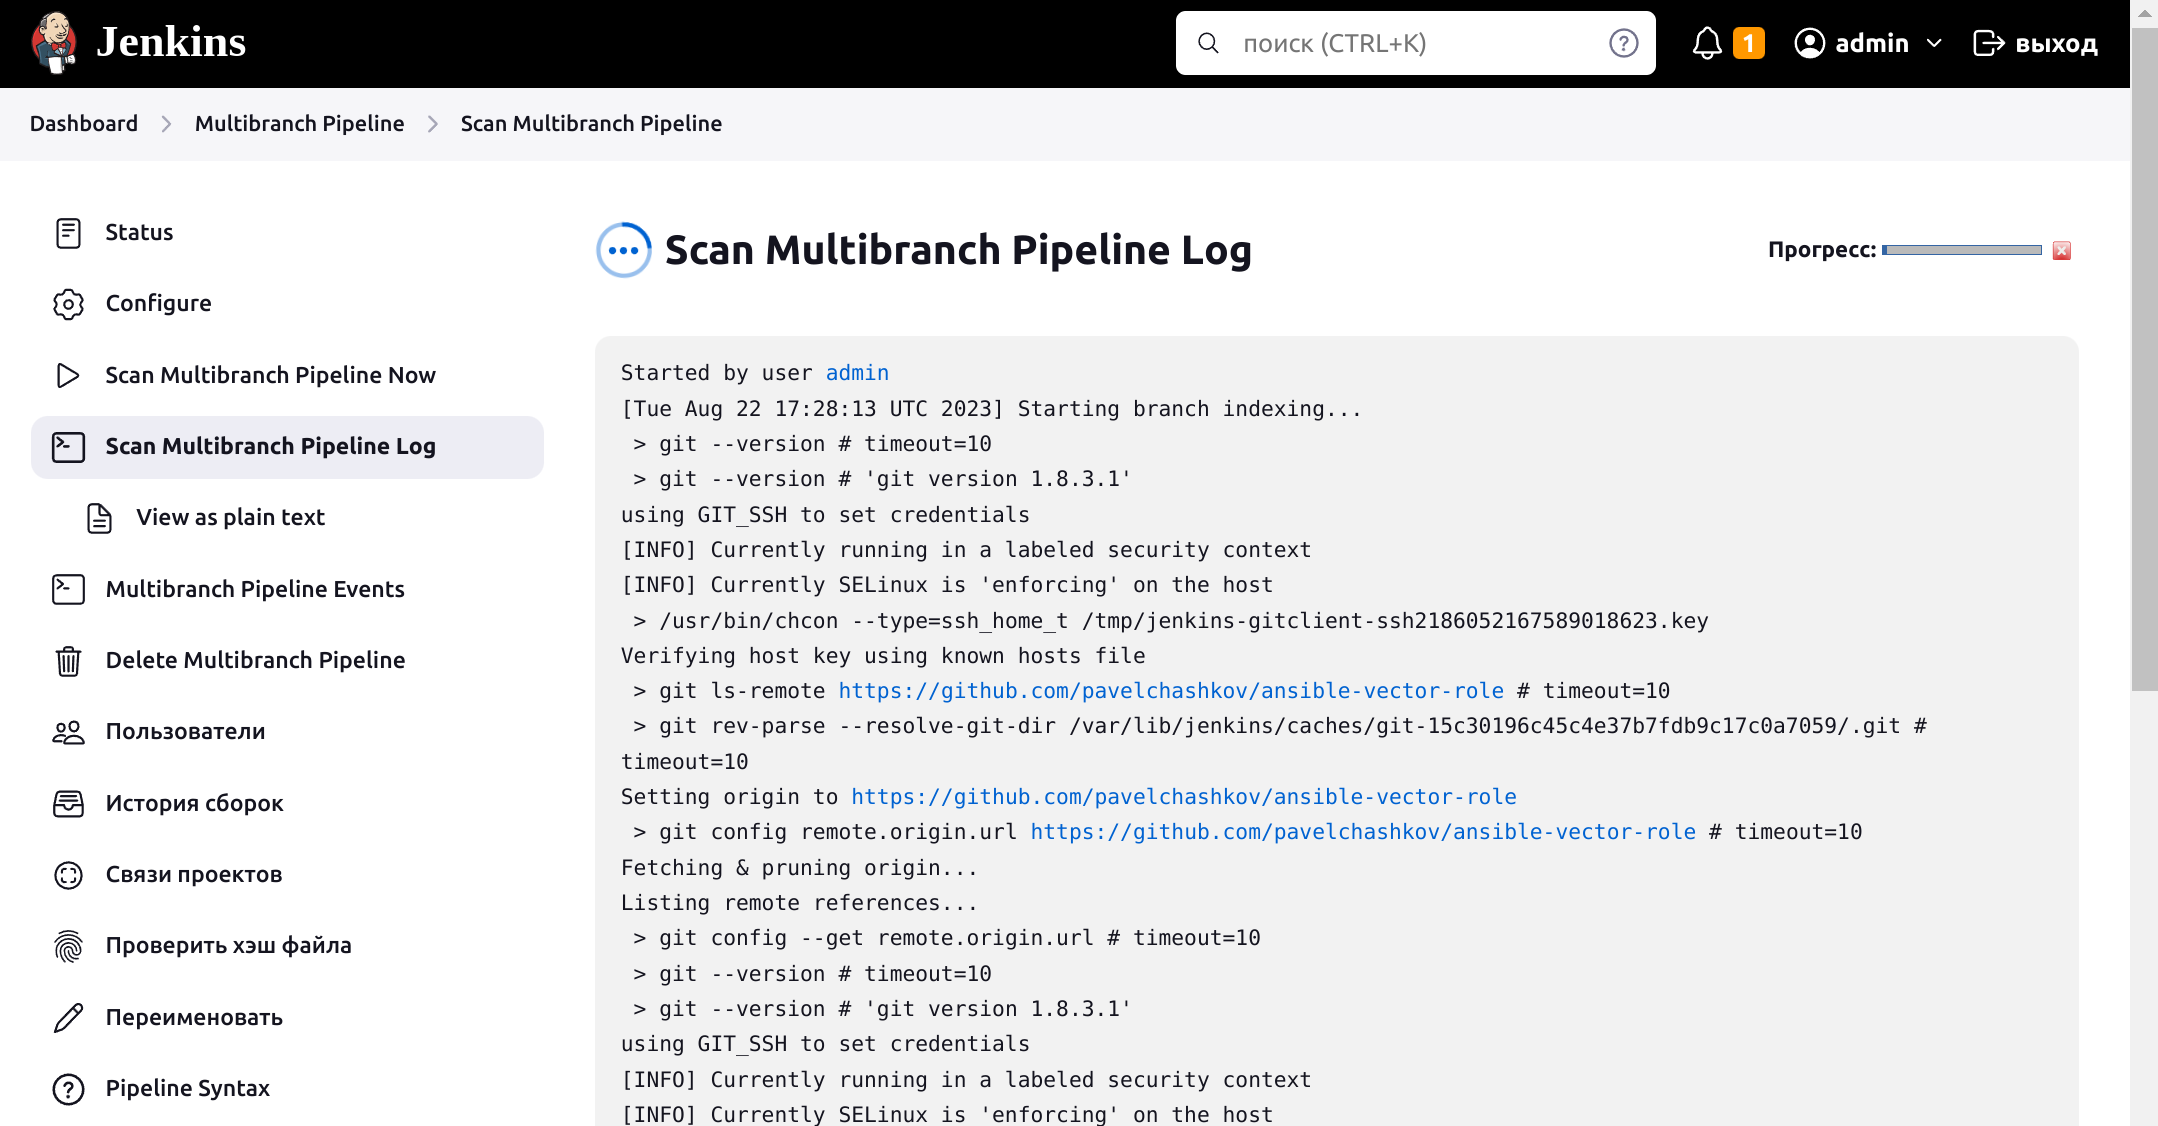 Jenkins
поиск (CTRL+K)
1
admin
выход
Dashboard
Multibranch Pipeline
Scan Multibranch Pipeline
Status
Configure
Scan Multibranch Pipeline Now
Scan Multibranch Pipeline Log
View as plain text
Multibranch Pipeline Events
Delete Multibranch Pipeline
Пользователи
История сборок
Связи проектов
Проверить хэш файла
Переименовать
Pipeline Syntax
Scan Multibranch Pipeline Log
Прогресс:
Started by user admin
[Tue Aug 22 17:28:13 UTC 2023] Starting branch indexing...
> git --version # timeout=10
> git --version # 'git version 1.8.3.1'
using GIT_SSH to set credentials
[INFO] Currently running in a labeled security context
[INFO] Currently SELinux is 'enforcing' on the host
> /usr/bin/chcon --type=ssh_home_t /tmp/jenkins-gitclient-ssh2186052167589018623.key
Verifying host key using known hosts file
> git ls-remote https://github.com/pavelchashkov/ansible-vector-role # timeout=10
> git rev-parse --resolve-git-dir /var/lib/jenkins/caches/git-15c30196c45c4e37b7fdb9c17c0a7059/.git #
timeout=10
Setting origin to https://github.com/pavelchashkov/ansible-vector-role
> git config remote.origin.url https://github.com/pavelchashkov/ansible-vector-role # timeout=10
Fetching & pruning origin...
Listing remote references...
> git config --get remote.origin.url # timeout=10
> git --version # timeout=10
> git --version # 'git version 1.8.3.1'
using GIT_SSH to set credentials
[INFO] Currently running in a labeled security context
[INFO] Currently SELinux is 'enforcing' on the host